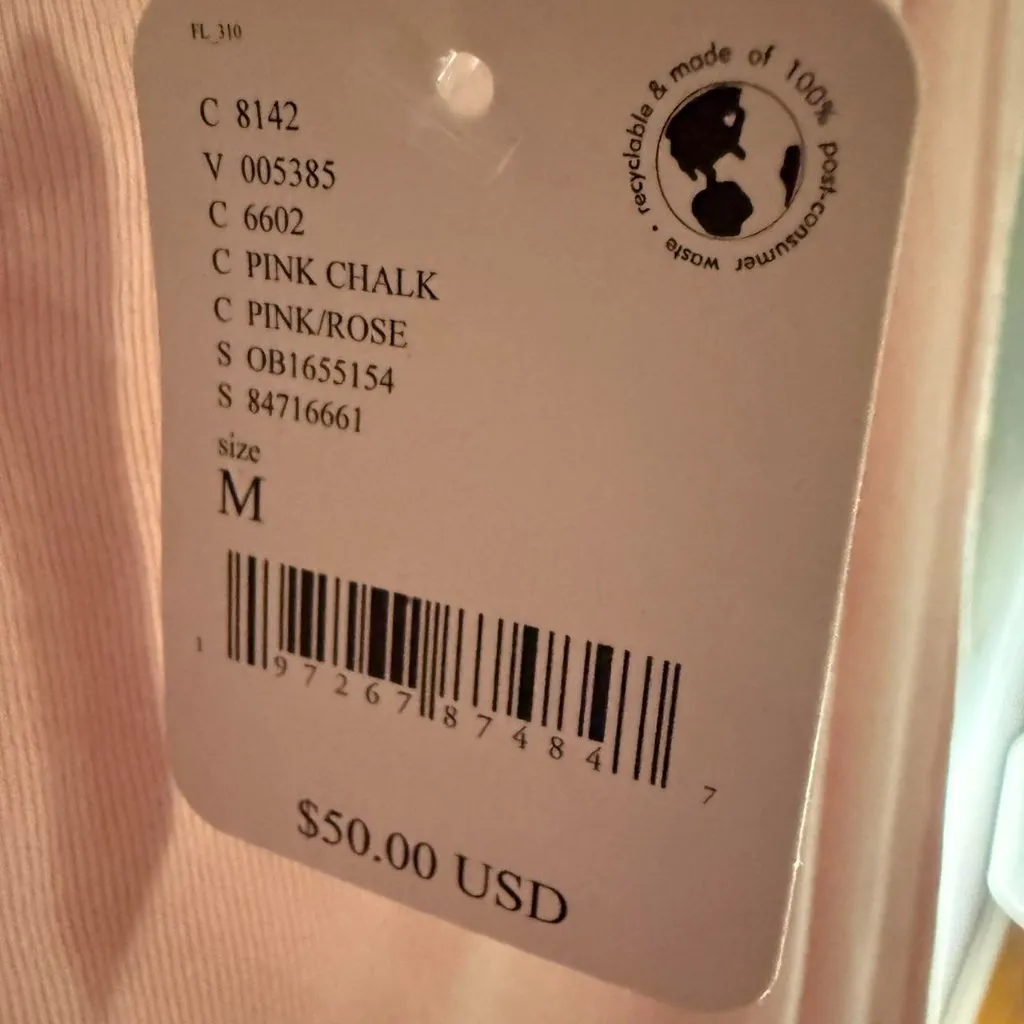 FL_310
recyclable & made of 100% post-consumer waste •
C 8142
V 005385
C 6602
C PINK CHALK
C PINK/ROSE
S OB1655154
S 84716661
size
M
1 97267 87484 7
$50.00 USD